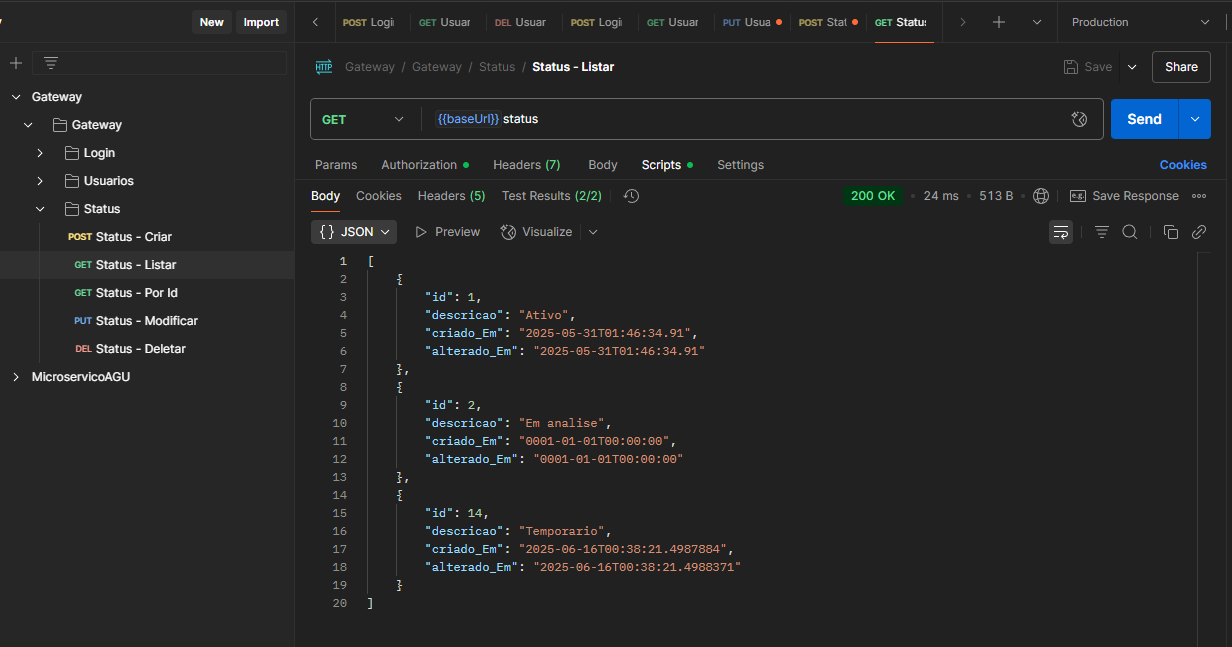 New Import
POST Login GET Usuar DEL Usuar POST Login GET Usuar PUT Usua POST Stat GET Status Production
Gateway / Gateway / Status / Status - Listar Save Share
GET {{baseUrl}} status Send
Params Authorization Headers (7) Body Scripts Settings Cookies
Body Cookies Headers (5) Test Results (2/2) 200 OK 24 ms 513 B e.g. Save Response
{} JSON Preview Visualize
Gateway
Gateway
Login
Usuarios
Status
POST Status - Criar
GET Status - Listar
GET Status - Por Id
PUT Status - Modificar
DEL Status - Deletar
MicroservicoAGU
1 [
2 {
3 "id": 1,
4 "descricao": "Ativo",
5 "criado_Em": "2025-05-31T01:46:34.91",
6 "alterado_Em": "2025-05-31T01:46:34.91"
7 },
8 {
9 "id": 2,
10 "descricao": "Em analise",
11 "criado_Em": "0001-01-01T00:00:00",
12 "alterado_Em": "0001-01-01T00:00:00"
13 },
14 {
15 "id": 14,
16 "descricao": "Temporario",
17 "criado_Em": "2025-06-16T00:38:21.4987884",
18 "alterado_Em": "2025-06-16T00:38:21.4988371"
19 }
20 ]